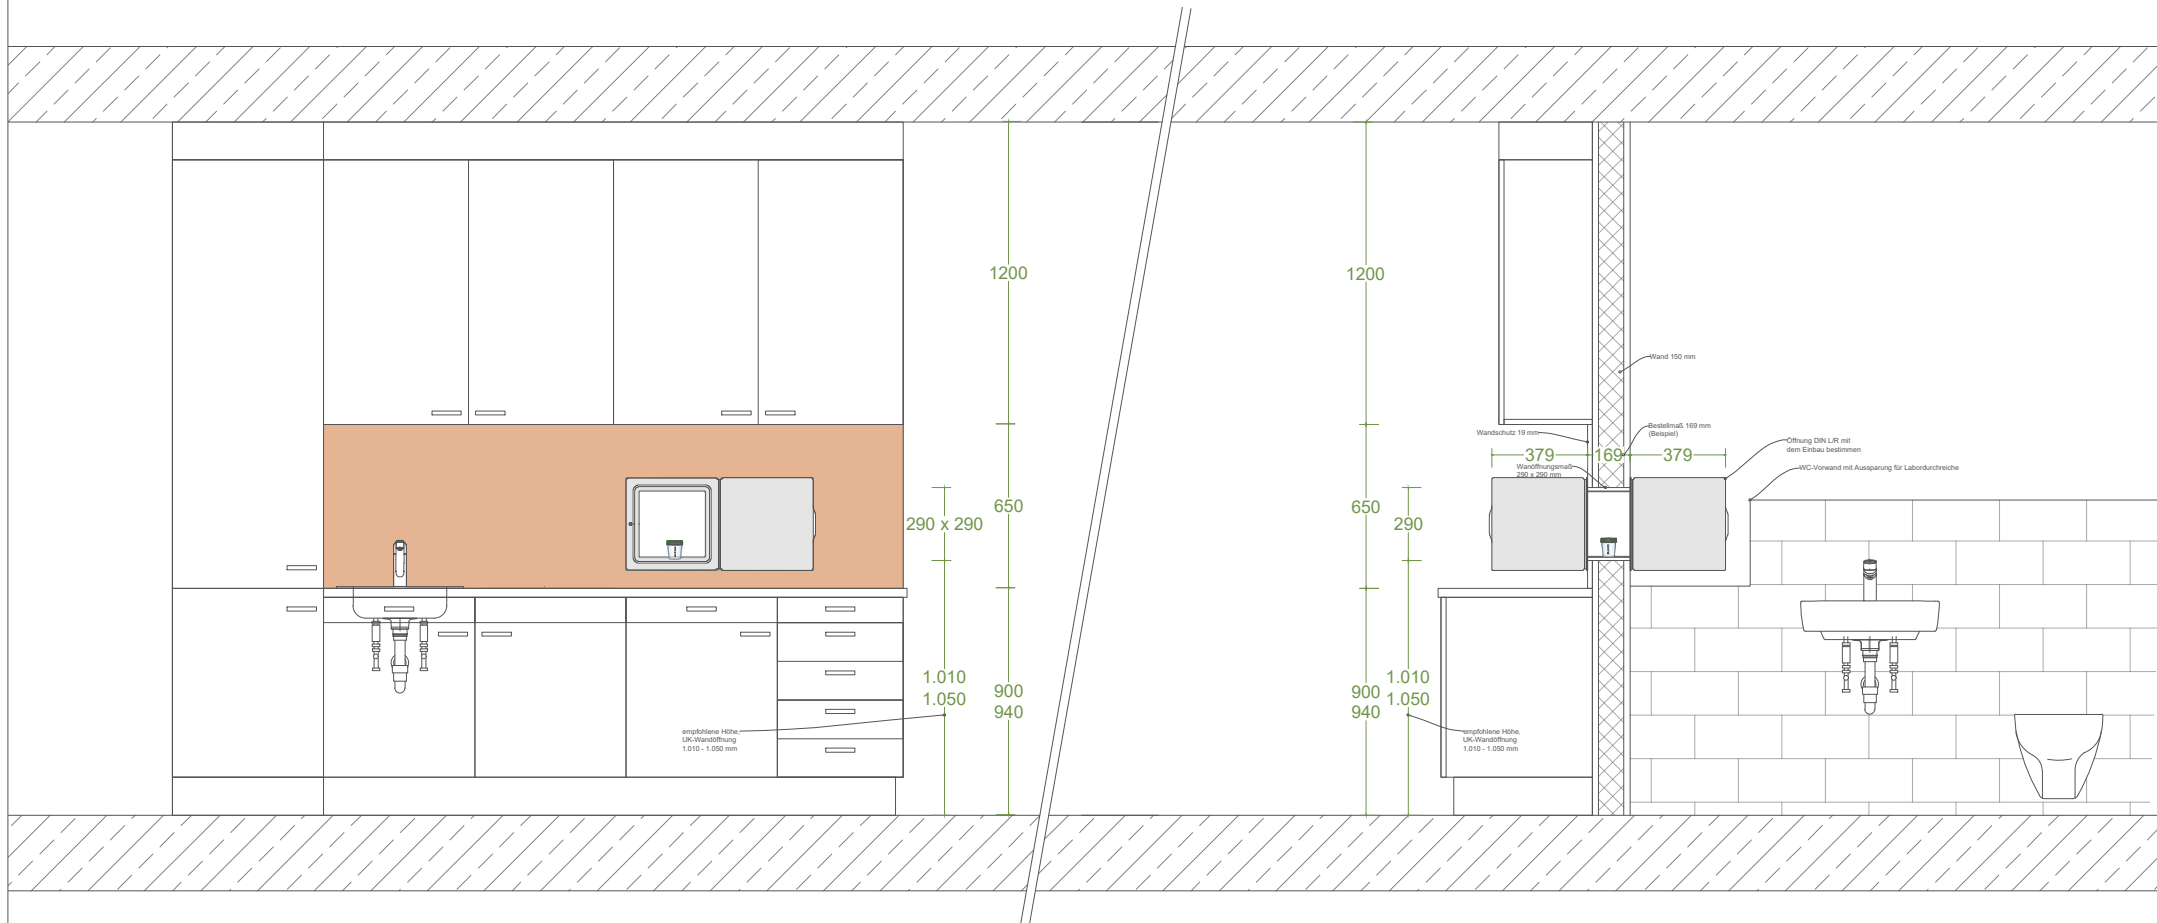 1200
1200
Wand 150 mm
Bestellmaß 169 mm
(Beispiel)
Wandschutz 19 mm
Öffnung DIN L/R mit
dem Einbau bestimmen
379
169
379
Wanöffnungsmaß
290 x 290 mm
WC-Vorwand mit Aussparung für Labordurchreiche
650
650
290 x 290
290
1.010
1.050
900
940
900
940
1.010
1.050
empfohlene Höhe,
UK-Wandöffnung
1.010 - 1.050 mm
empfohlene Höhe,
UK-Wandöffnung
1.010 - 1.050 mm